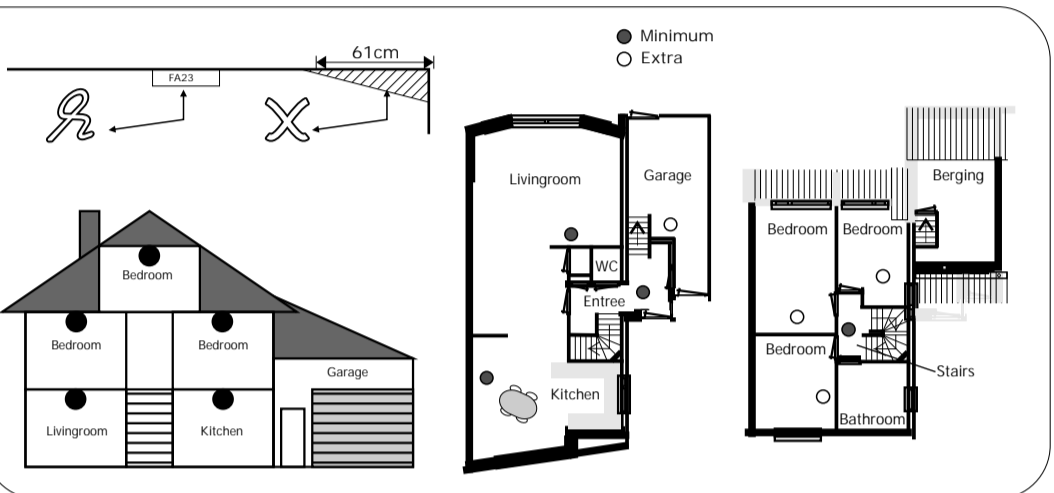 61cm
FA23
Minimum
Extra
Bedroom
Bedroom
Bedroom
Garage
Livingroom
Kitchen
Livingroom
Garage
WC
Entree
Kitchen
Berging
Bedroom
Bedroom
Bedroom
Stairs
Bathroom